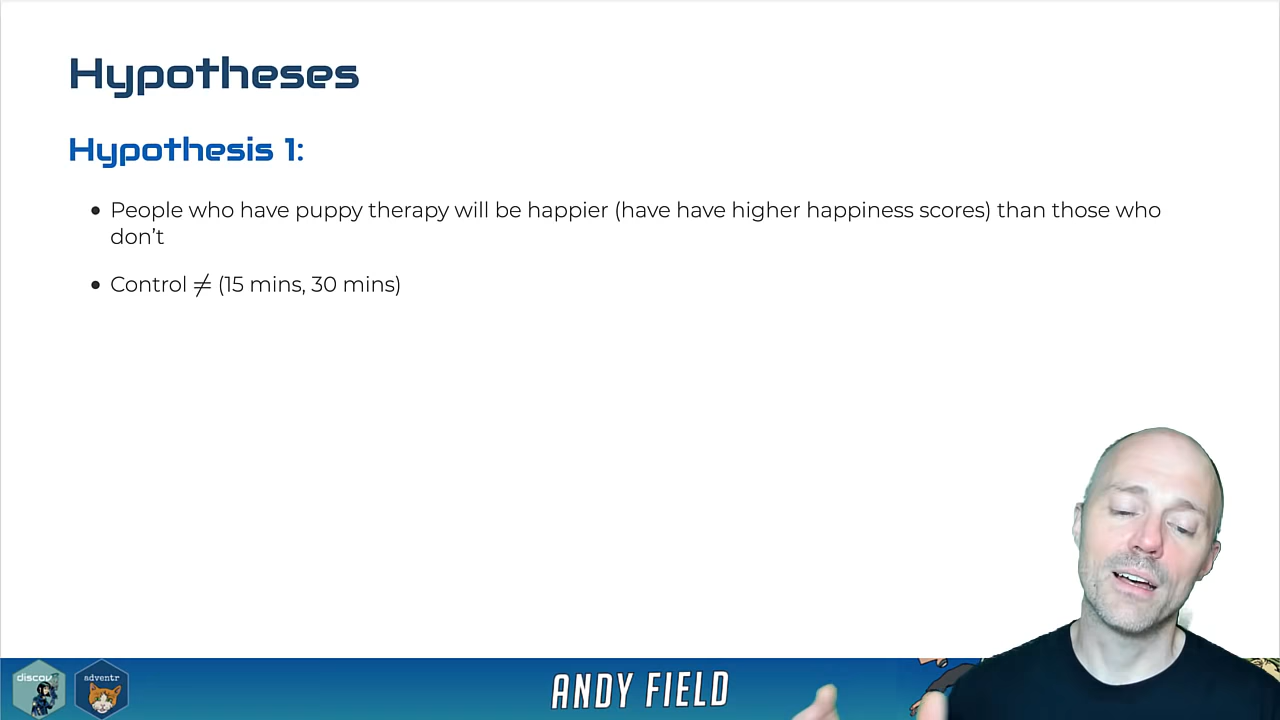 Hypotheses
Hypothesis 1:
People who have puppy therapy will be happier (have have higher happiness scores) than those who
don’t
Control ≠ (15 mins, 30 mins)
discov
adventr
ANDY FIELD